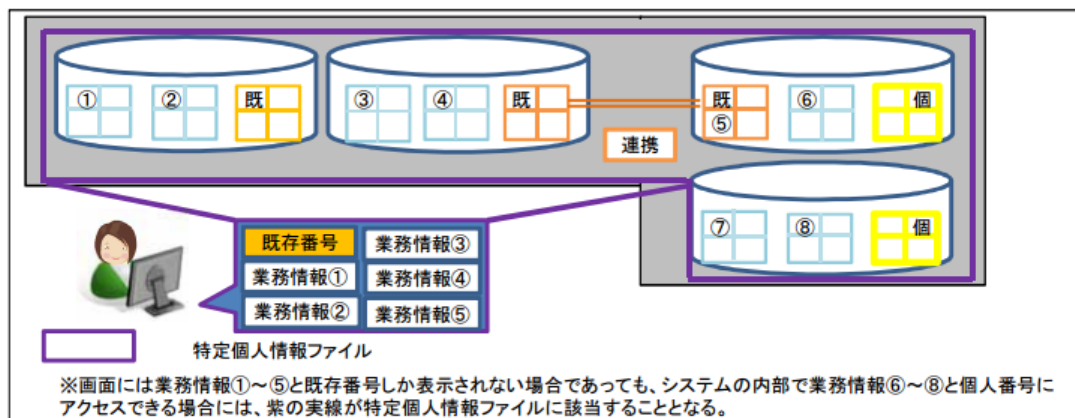 ① ② 既 ③ ④ 既 既 ⑥ 個
⑤
連携
⑦ ⑧ 個
既存番号 業務情報③
業務情報① 業務情報④
業務情報② 業務情報⑤
特定個人情報ファイル
※画面には業務情報①~⑤と既存番号しか表示されない場合であっても、システムの内部で業務情報⑥~⑧と個人番号に
アクセスできる場合には、紫の実線が特定個人情報ファイルに該当することとなる。